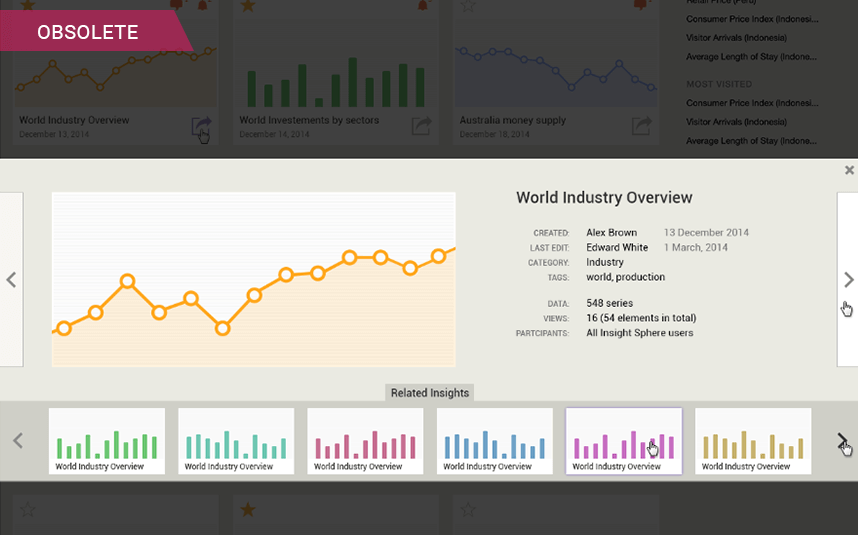 OBSOLETE
Retail Price (Peru)
Consumer Price Index (Indonesi...
Visitor Arrivals (Indonesia)
Average Length of Stay (Indone...
MOST VISITED
Consumer Price Index (Indonesi...
Visitor Arrivals (Indonesia)
Average Length of Stay (Indone...
World Industry Overview
December 13, 2014
World Investements by sectors
December 14, 2014
Australia money supply
December 18, 2014
World Industry Overview
CREATED: Alex Brown 13 December 2014
LAST EDIT: Edward White 1 March, 2014
CATEGORY: Industry
TAGS: world, production
DATA: 548 series
VIEWS: 16 (54 elements in total)
PARTCIPANTS: All Insight Sphere users
Related Insights
World Industry Overview
World Industry Overview
World Industry Overview
World Industry Overview
World Industry Overview
World Industry Overview